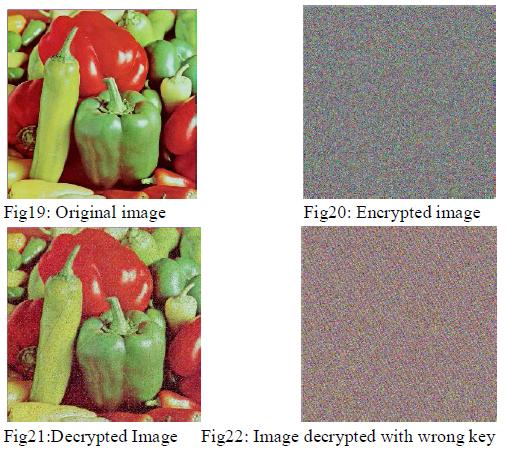 Fig19: Original image
Fig20: Encrypted image
Fig21:Decrypted Image
Fig22: Image decrypted with wrong key